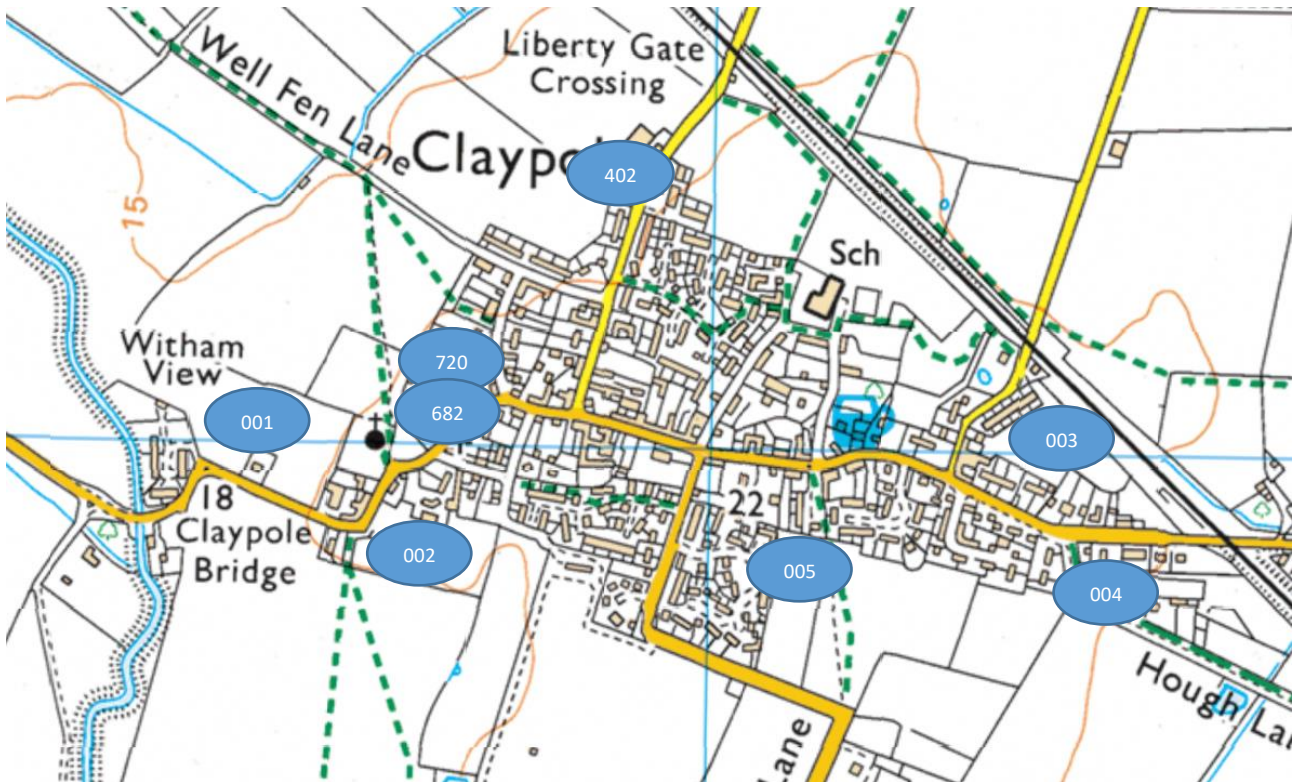 Well Fen Lane
Liberty Gate
Crossing
Claypo
402
15
Sch
Witham
View
720
682
001
003
18
Claypole
Bridge
22
002
005
004
Hough La
Lane